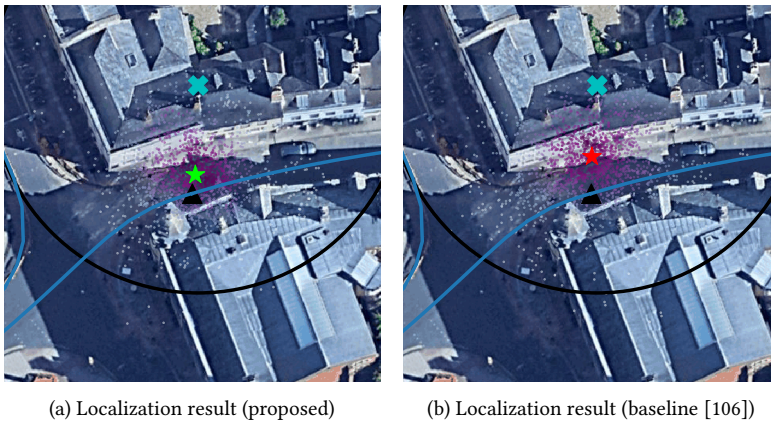 (a) Localization result (proposed)
(b) Localization result (baseline [106])